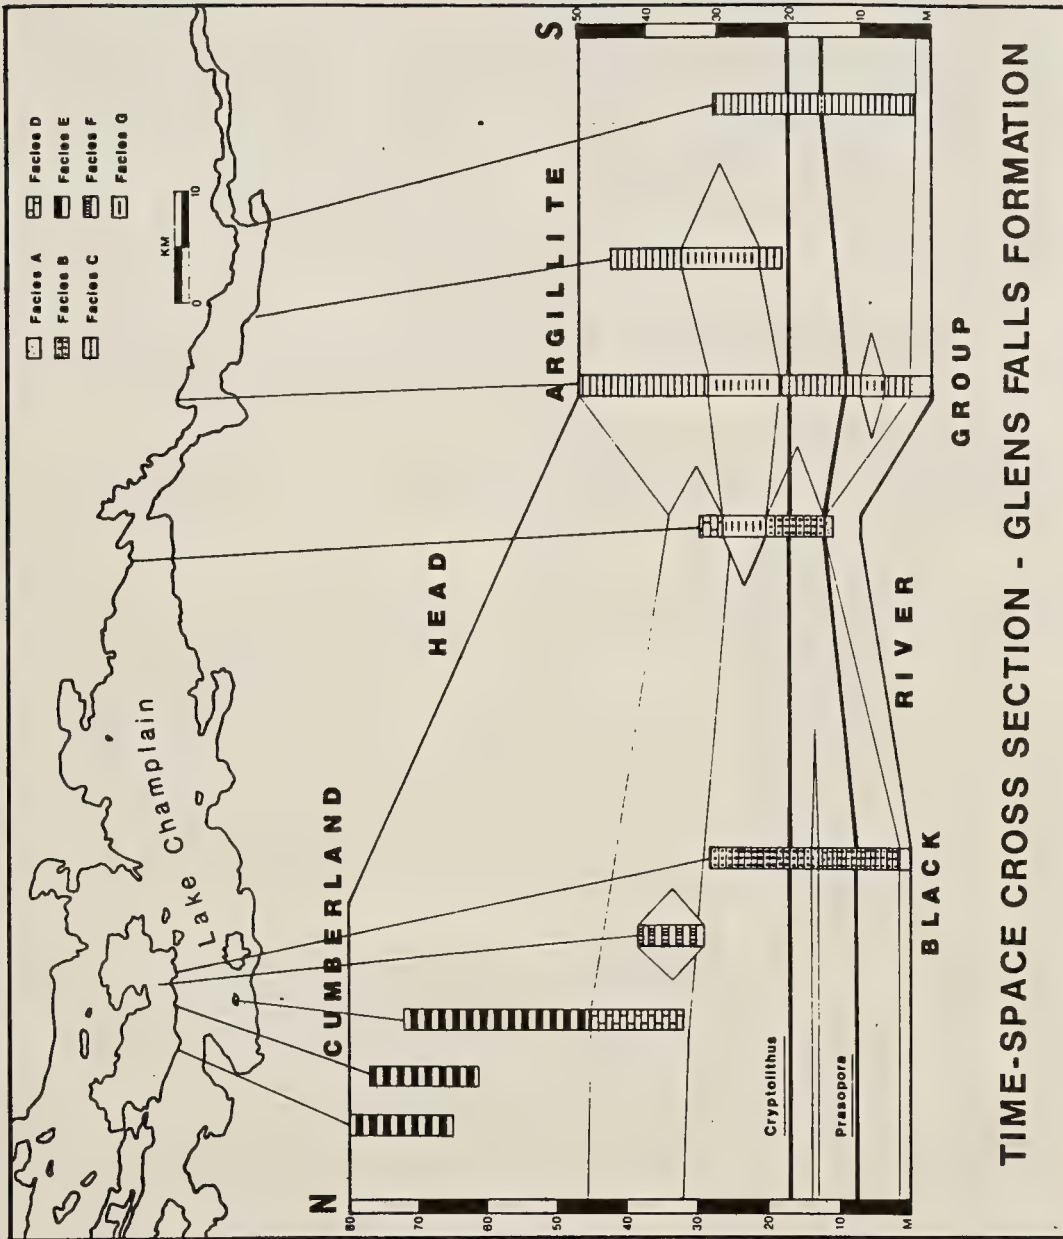 Facies A
Facies B
Facies C
Facies D
Facies E
Facies F
Facies G
KM
0 10
Lake Champlain
N
S
CUMBERLAND HEAD ARGILLITE
80
70
60
50
40
30
20
10
M
50
40
30
20
10
M
Cryptolithus
Prasopora
BLACK RIVER GROUP
TIME-SPACE CROSS SECTION - GLENS FALLS FORMATION